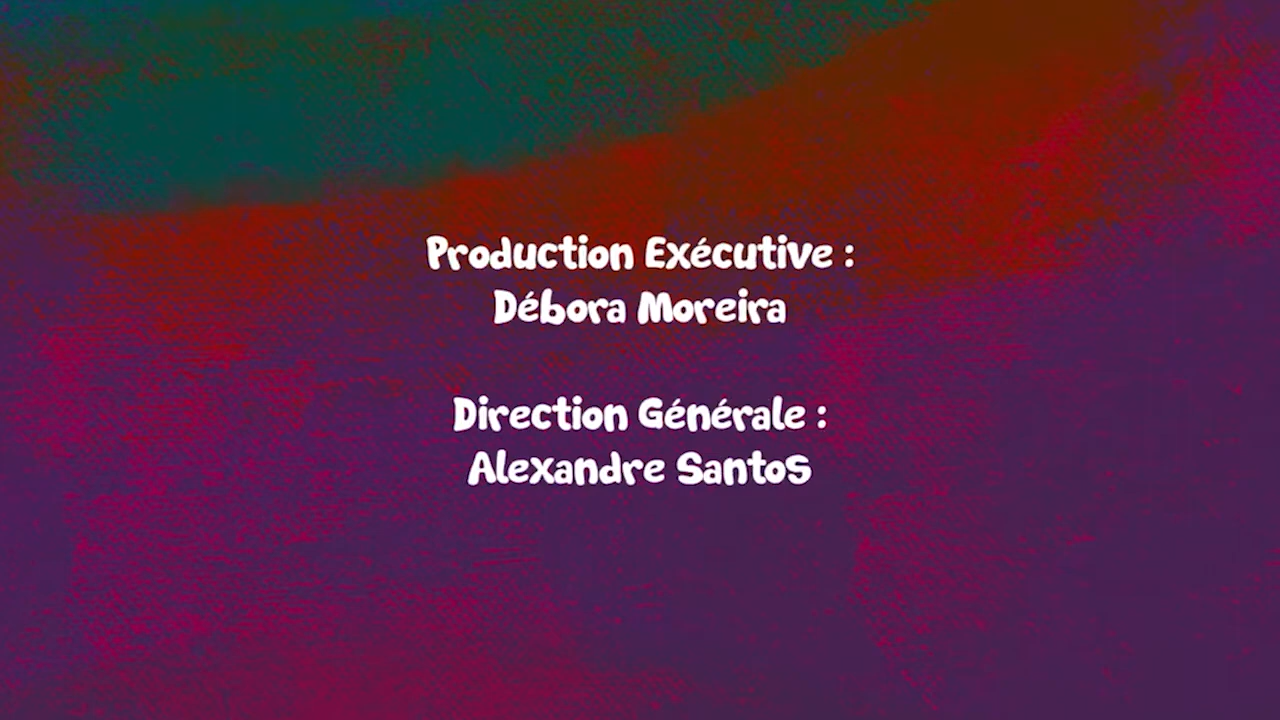 Production Exécutive :
Débora Moreira
Direction Générale :
Alexandre Santos